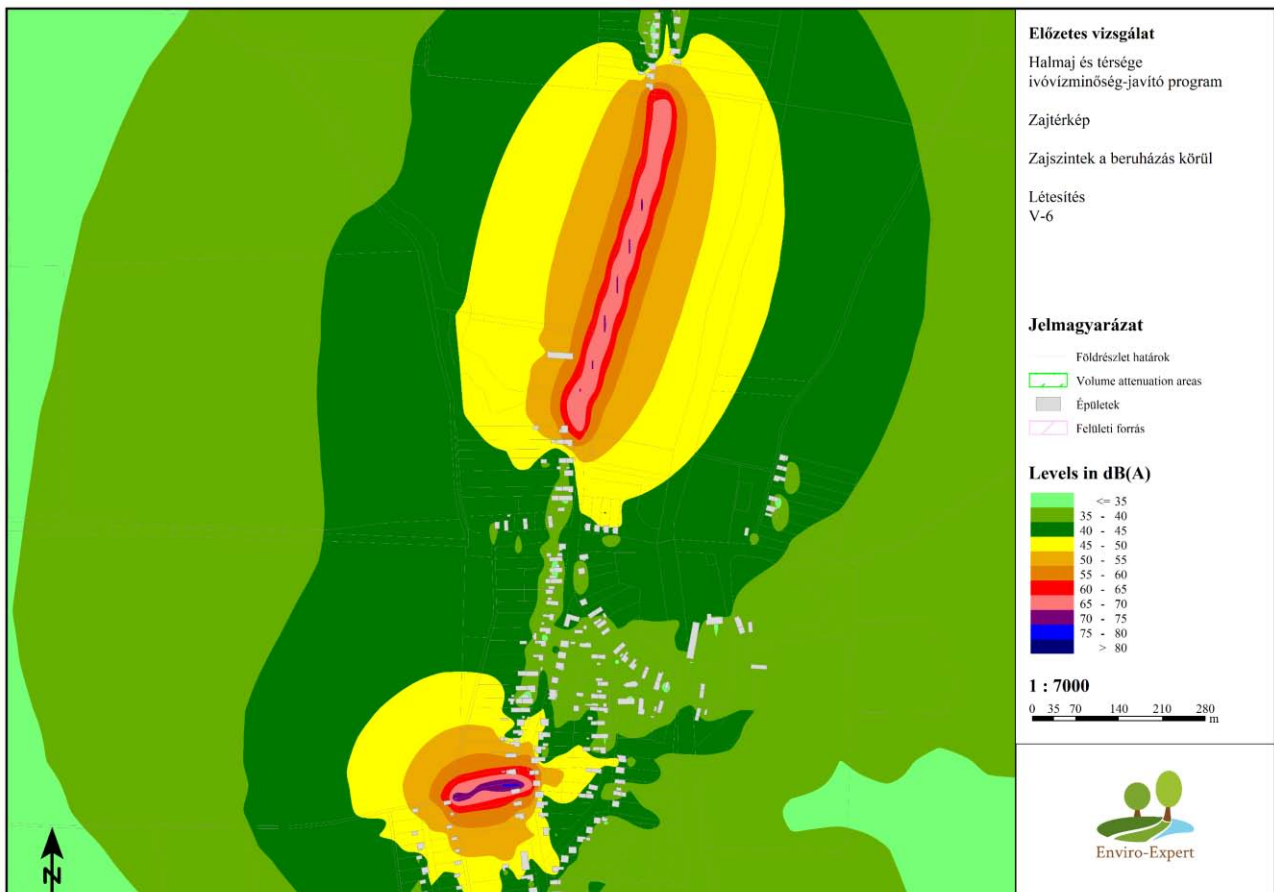 Előzetes vizsgálat
Halmaj és térsége
ivóvízminőség-javító program
Zajtérkép
Zajszintek a beruházás körül
Létesítés
V-6
Jelmagyarázat
Földrészlet határok
Volume attenuation areas
Épületek
Felületi forrás
Levels in dB(A)
<= 35
35 - 40
40 - 45
45 - 50
50 - 55
55 - 60
60 - 65
65 - 70
70 - 75
75 - 80
> 80
1 : 7000
0 35 70 140 210 280
m
Enviro-Expert
N